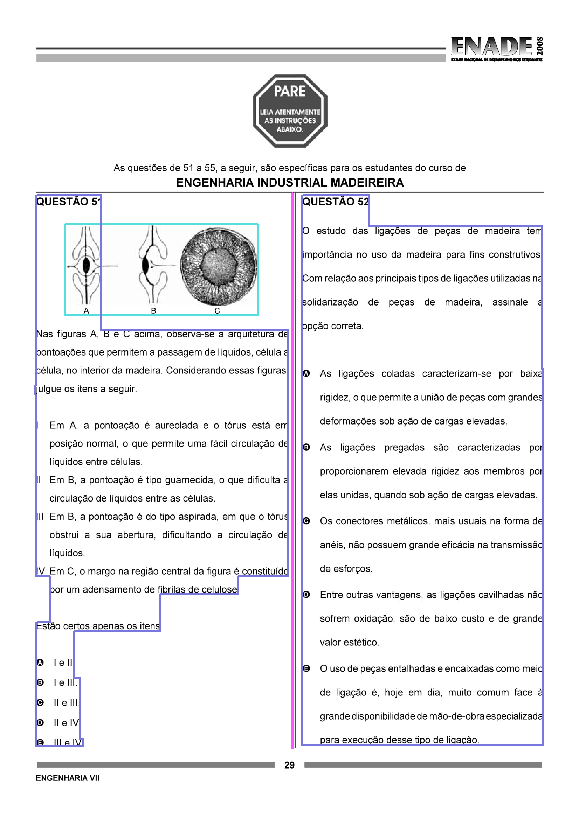 ENADE 2008
EXAME NACIONAL DE DESEMPENHO DOS ESTUDANTES
PARE
LEIA ATENTAMENTE
AS INSTRUÇÕES
ABAIXO.
As questões de 51 a 55, a seguir, são específicas para os estudantes do curso de
ENGENHARIA INDUSTRIAL MADEIREIRA
QUESTÃO 51
A B C
Nas figuras A, B e C acima, observa-se a arquitetura de
pontoações que permitem a passagem de líquidos, célula a
célula, no interior da madeira. Considerando essas figuras,
julgue os itens a seguir.
I Em A, a pontoação é aureolada e o tórus está em
posição normal, o que permite uma fácil circulação de
líquidos entre células.
II Em B, a pontoação é tipo guarnecida, o que dificulta a
circulação de líquidos entre as células.
III Em B, a pontoação é do tipo aspirada, em que o tórus
obstrui a sua abertura, dificultando a circulação de
líquidos.
IV Em C, o margo na região central da figura é constituído
por um adensamento de fibrilas de celulose.
Estão certos apenas os itens
A I e II.
B I e III.
C II e III.
D II e IV.
E III e IV.
QUESTÃO 52
O estudo das ligações de peças de madeira tem
importância no uso da madeira para fins construtivos.
Com relação aos principais tipos de ligações utilizadas na
solidarização de peças de madeira, assinale a
opção correta.
A As ligações coladas caracterizam-se por baixa
rigidez, o que permite a união de peças com grandes
deformações sob ação de cargas elevadas.
B As ligações pregadas são caracterizadas por
proporcionarem elevada rigidez aos membros por
elas unidas, quando sob ação de cargas elevadas.
C Os conectores metálicos, mais usuais na forma de
anéis, não possuem grande eficácia na transmissão
de esforços.
D Entre outras vantagens, as ligações cavilhadas não
sofrem oxidação, são de baixo custo e de grande
valor estético.
E O uso de peças entalhadas e encaixadas como meio
de ligação é, hoje em dia, muito comum face à
grande disponibilidade de mão-de-obra especializada
para execução desse tipo de ligação.
29
ENGENHARIA VII